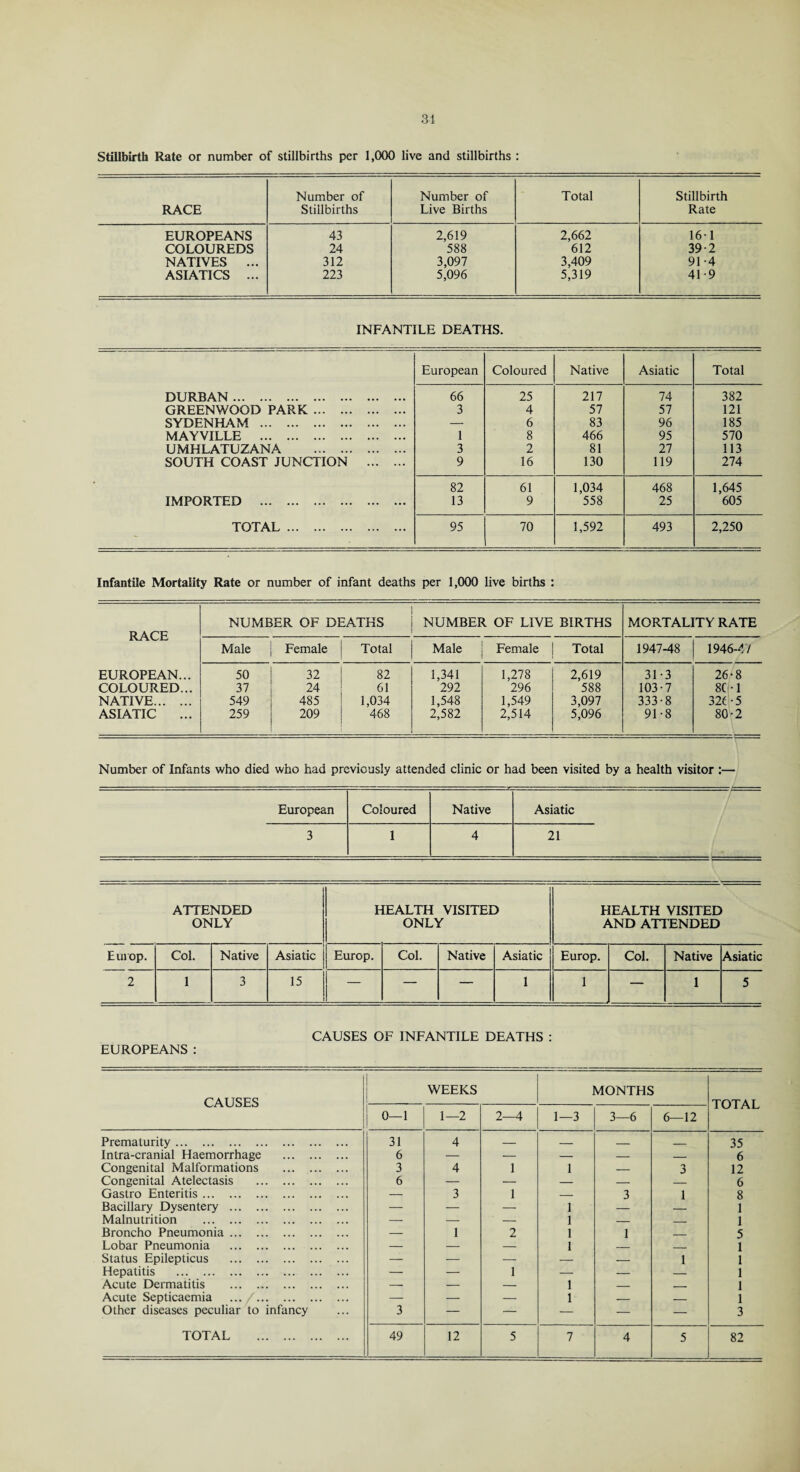 31
Stillbirth Rate or number of stillbirths per 1,000 live and stillbirths :
RACE Number of Stillbirths Number of Live Births Total Stillbirth Rate
EUROPEANS 43 2,619 2,662 16·1
COLOUREDS 24 588 612 39·2
NATIVES ... 312 3,097 3,409 91·4
ASIATICS ... 223 5,096 5,319 41·9
INFANTILE DEATHS.
European Coloured Native Asiatic Total
DURBAN ... ... ... ... ... ... ... 66 25 217 74 382
GREENWOOD PARK ... ... ... ... 3 4 57 57 121
SYDENHAM ... ... ... ... ... ... — 6 83 96 185
MAYVILLE ... ... ... ... ... ... 1 8 466 95 570
UMHLATUZANA ... ... ... ... 3 2 81 27 113
SOUTH COAST JUNCTION ... ... 9 16 130 119 274
82 61 1,034 468 1,645
IMPORTED ... ... ... ... ... ... 13 9 558 25 605
TOTAL ... ... ... ... ... 95 70 1,592 493 2,250
Infantile Mortality Rate or number of infant deaths per 1,000 live births :
RACE NUMBER OF DEATHS NUMBER OF LIVE BIRTHS MORTALITY RATE
Male Female Total Male Female Total 1947-48 1946-47
EUROPEAN... 50 32 82 1,341 1,278 2,619 31·3 26·8
COLOURED... 37 24 61 292 296 588 103·7 ·1
NATIVE... ... 549 485 1,034 1,548 1,549 3,097 333·8 ·5
ASIATIC ... 259 209 468 2,582 2,514 5,096 91·8 80·2
Number of Infants who died who had previously attended clinic or had been visited by a health visitor :—
European Coloured Native Asiatic
3 1 4 21
ATTENDED ONLY HEALTH VISITED ONLY HEALTH VISITED AND ATTENDED
Europ. Col. Native Asiatic Europ. Col. Native Asiatic Europ. Col. Native Asiatic
2 1 3 15 — — — 1 1 — 1 5
CAUSES OF INFANTILE DEATHS :
EUROPEANS :
CAUSES WEEKS MONTHS TOTAL
0—1 1—2 2—4 1—3 3—6 6—12
Prematurity ... ... ... ... ... ... ... 31 4 — — — — 35
Intra-cranial Haemorrhage ... ... ... 6 — — — — — 6
Congenital Malformations ... ... ... 3 4 1 1 — 3 12
Congenital Atelectasis ... ... ... ... 6 — — — — — 6
Gastro Enteritis ... ... ... ... ... ... — 3 1 — 3 1 8
Bacillary Dysentery ... ... ... ... ... — — — 1 — — 1
Malnutrition ... ... ... ... ... ... — — — 1 — — 1
Broncho Pneumonia ... ... ... ... ... — 1 2 1 1 — 5
Lobar Pneumonia ... ... ... ... ... — — — 1 — — 1
Status Epilepticus ... ... ... ... ... — — — — — 1 1
Hepatitis ... ... ... ... ... ... ... — — 1 — — — 1
Acute Dermatitis ... ... ... ... ... — — — 1 — — 1
Acute Septicaemia ... ... ... ... ... — — — 1 — — 1
Other diseases peculiar to infancy ... 3 — — — — — 3
TOTAL ... ... ... ... 49 12 5 7 4 5 82